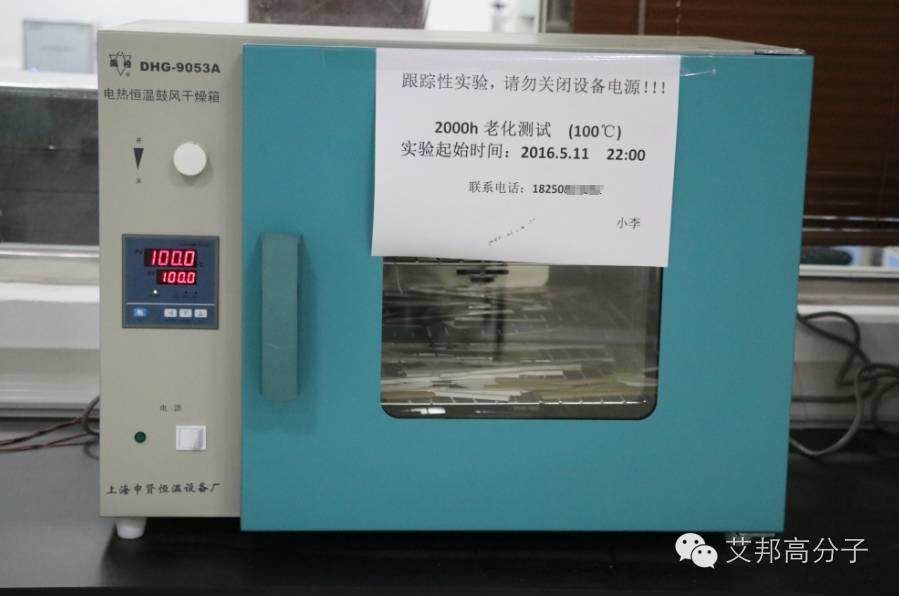 DHG-9053A
电热恒温鼓风干燥箱
跟踪性实验，请勿关闭设备电源!!!
2000h 老化测试 (100℃)
实验起始时间：2016.5.11 22:00
联系电话：18250
小李
100.0
100.0
电源
上海申贤恒温设备厂
艾邦高分子